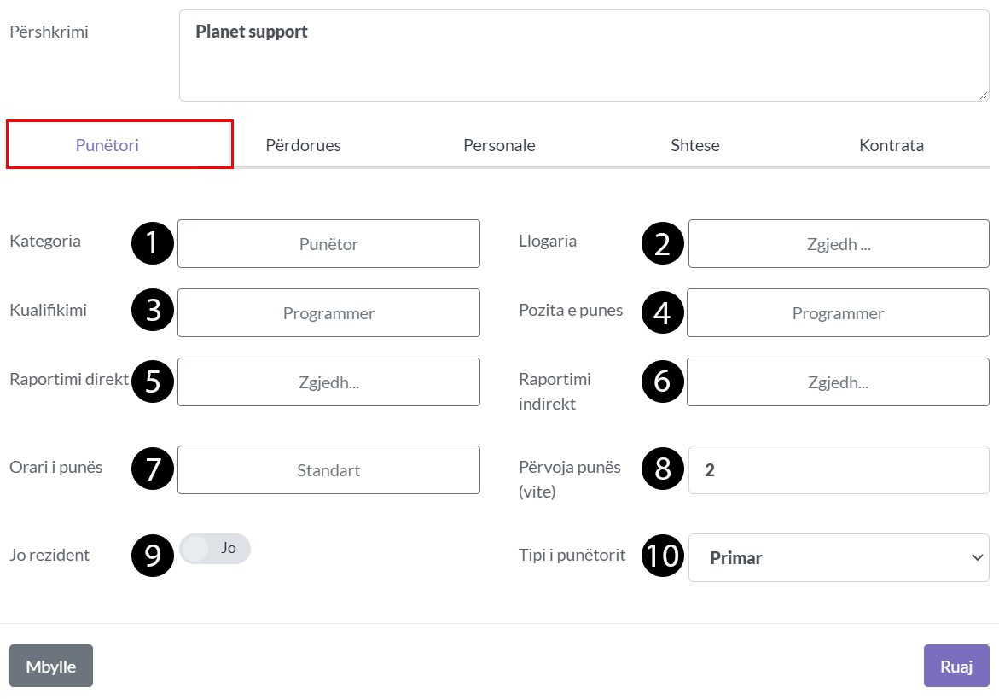 Përshkrimi
Planet support
Punëtori
Përdorues
Personale
Shtese
Kontrata
Kategoria
1
Punëtor
Llogaria
2
Zgjedh ...
Kualifikimi
3
Programmer
Pozita e punes
4
Programmer
Raportimi direkt
5
Zgjedh...
Raportimi
indirekt
6
Zgjedh...
Orari i punës
7
Standart
Përvoja punës
(vite)
8
2
Jo rezident
9
Jo
Tipi i punëtorit
10
Primar
Mbylle
Ruaj